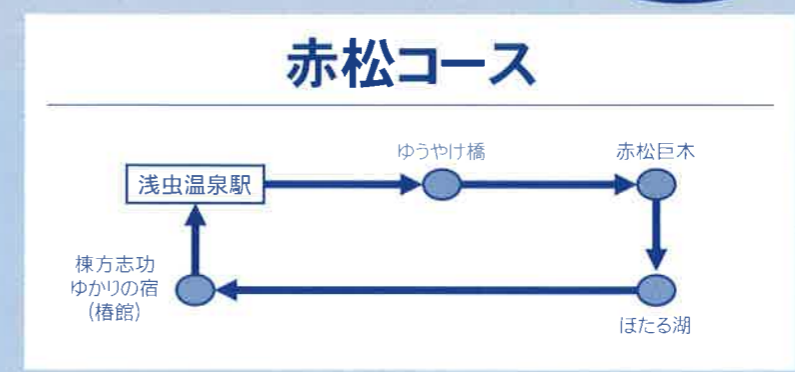 赤松コース
浅虫温泉駅
ゆうやけ橋
赤松巨木
ほたる湖
棟方志功
ゆかりの宿
(椿館)